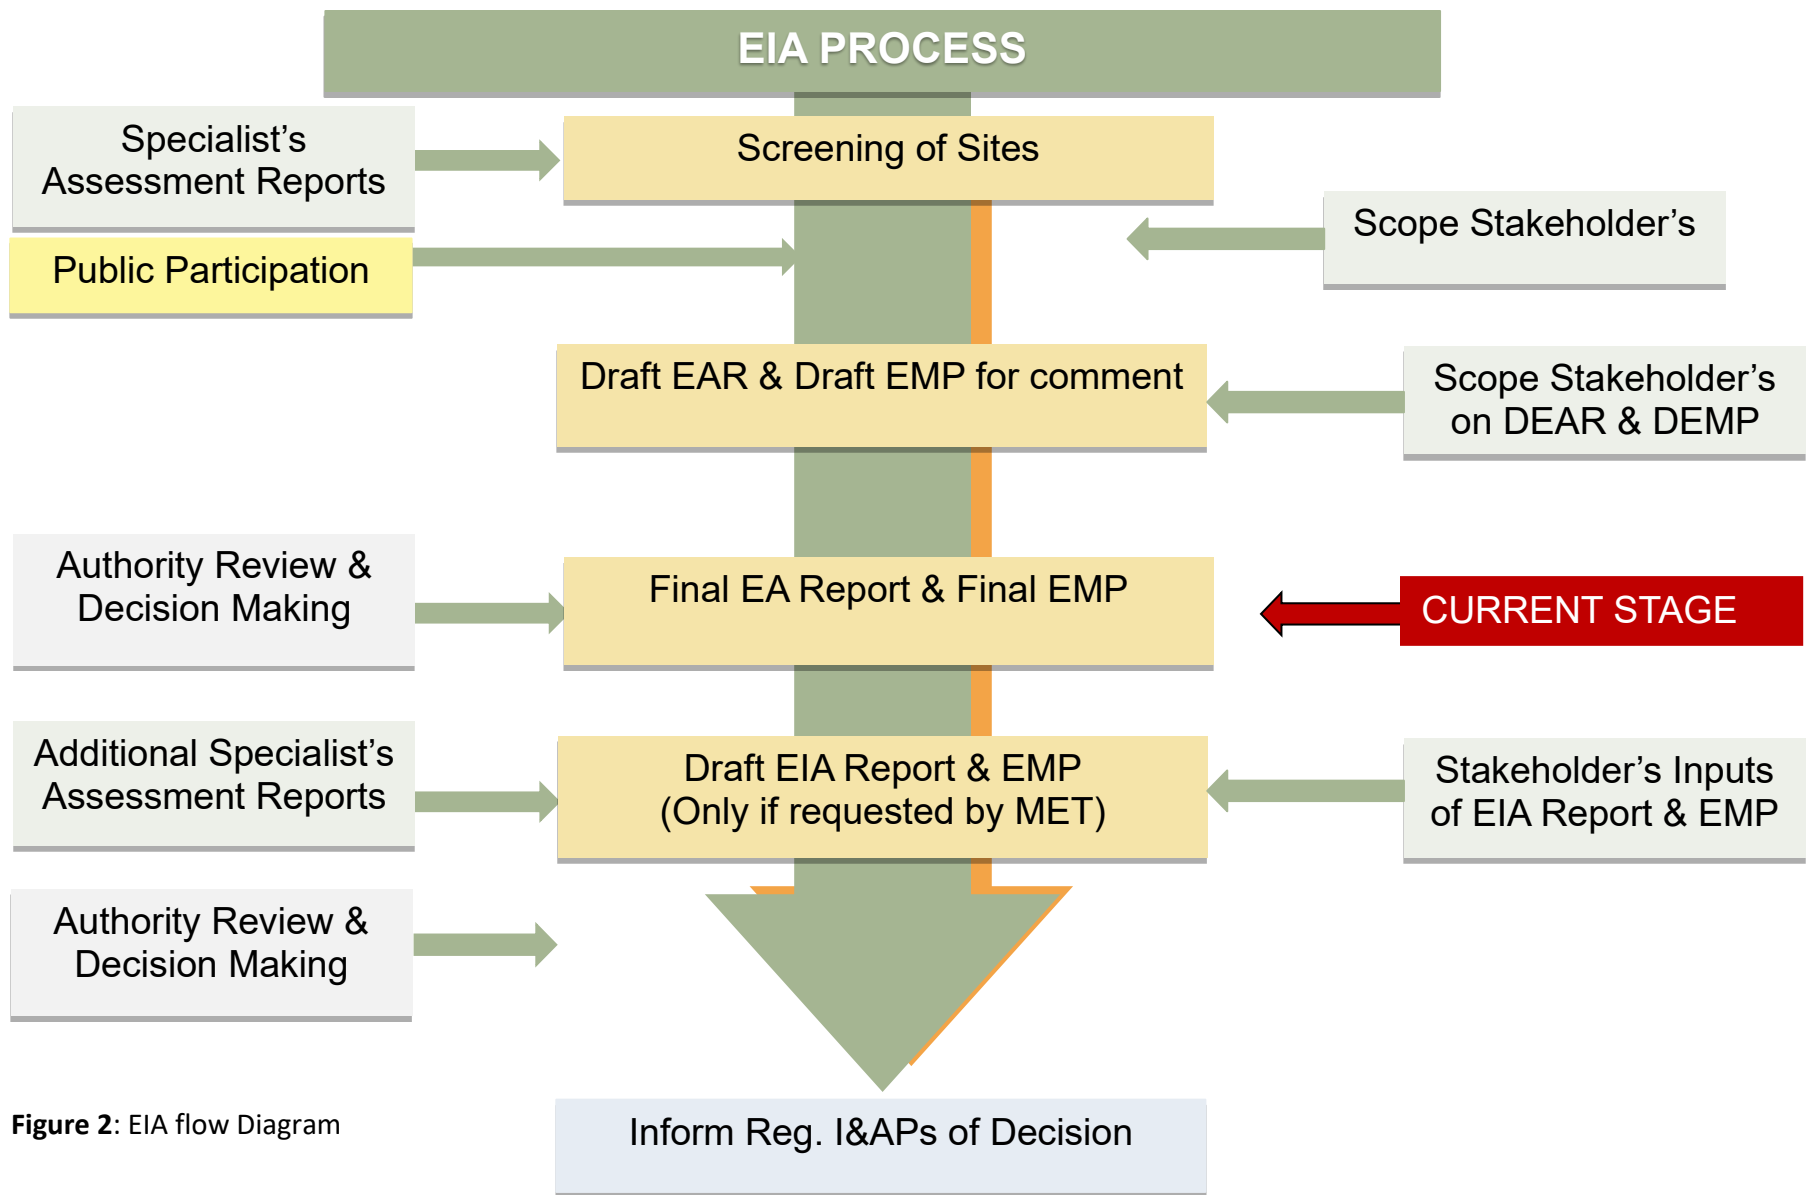 EIA PROCESS
Specialist’s
Assessment Reports
Screening of Sites
Scope Stakeholder’s
Public Participation
Draft EAR & Draft EMP for comment
Scope Stakeholder’s
on DEAR & DEMP
Authority Review &
Decision Making
Final EA Report & Final EMP
CURRENT STAGE
Additional Specialist’s
Assessment Reports
Draft EIA Report & EMP
(Only if requested by MET)
Stakeholder’s Inputs
of EIA Report & EMP
Authority Review &
Decision Making
Figure 2: EIA flow Diagram
Inform Reg. I&APs of Decision